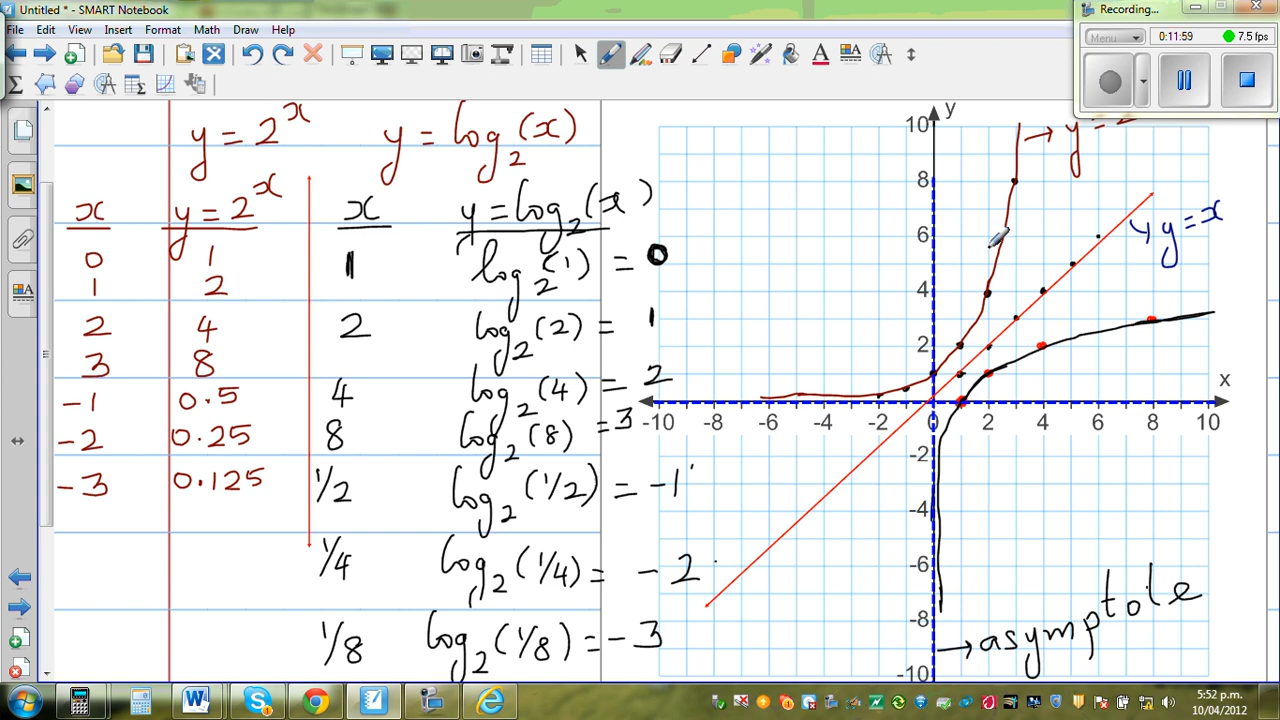 Untitled * - SMART Notebook
Recording...
File Edit View Insert Format Math Draw Help
Menu
0:11:59
7.5 fps
y = 2^x
y = log₂(x)
x y = 2^x
0 1
1 2
2 4
3 8
-1 0.5
-2 0.25
-3 0.125
x y = log₂(x)
1 log₂(1) = 0
2 log₂(2) = 1
4 log₂(4) = 2
8 log₂(8) = 3
1/2 log₂(1/2) = -1
1/4 log₂(1/4) = -2
1/8 log₂(1/8) = -3
y
10
8
6
4
2
-10 -8 -6 -4 -2 0 2 4 6 8 10
x
-2
-4
-6
-8
-10
→ y = 2
y = x
→ asymptote
5:52 p.m.
10/04/2012